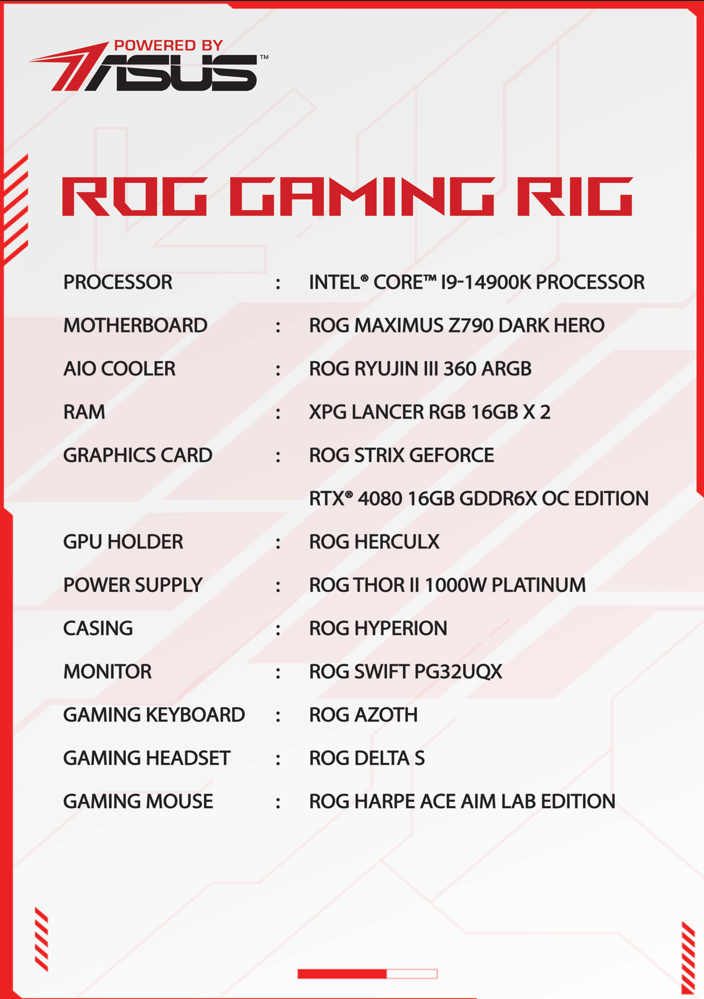 POWERED BY
ASUS™
ROG GAMING RIG
PROCESSOR : INTEL® CORE™ I9-14900K PROCESSOR
MOTHERBOARD : ROG MAXIMUS Z790 DARK HERO
AIO COOLER : ROG RYUJIN III 360 ARGB
RAM : XPG LANCER RGB 16GB X 2
GRAPHICS CARD : ROG STRIX GEFORCE
RTX® 4080 16GB GDDR6X OC EDITION
GPU HOLDER : ROG HERCULX
POWER SUPPLY : ROG THOR II 1000W PLATINUM
CASING : ROG HYPERION
MONITOR : ROG SWIFT PG32UQX
GAMING KEYBOARD : ROG AZOTH
GAMING HEADSET : ROG DELTA S
GAMING MOUSE : ROG HARPE ACE AIM LAB EDITION